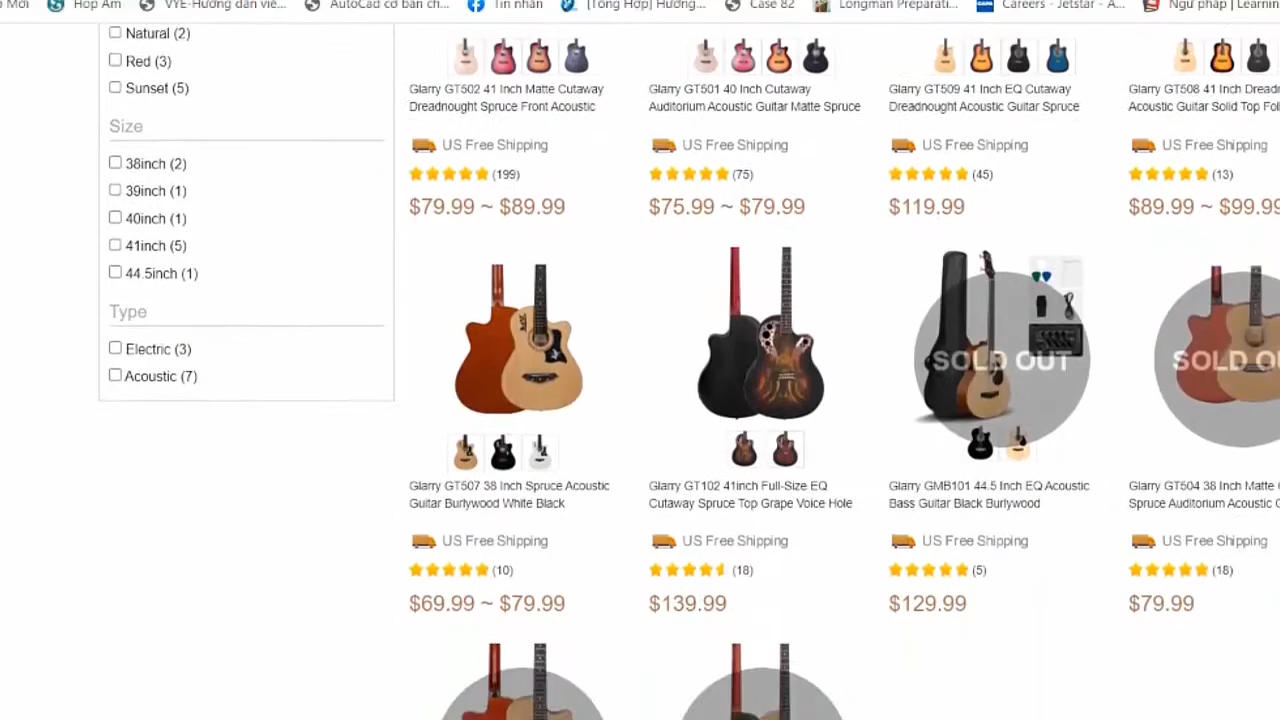 Hợp Âm
VYE-Hướng dẫn viê...
AutoCad cơ bản ch...
Tin nhắn
[Tổng Hợp] Hướng...
Case 82
Longman Preparati...
Careers - Jetstar - A...
Ngữ pháp | Learnin
Natural (2)
Red (3)
Sunset (5)
Size
38inch (2)
39inch (1)
40inch (1)
41inch (5)
44.5inch (1)
Type
Electric (3)
Acoustic (7)
Glarry GT502 41 Inch Matte Cutaway
Dreadnought Spruce Front Acoustic
US Free Shipping
(199)
$79.99 ~ $89.99
Glarry GT501 40 Inch Cutaway
Auditorium Acoustic Guitar Matte Spruce
US Free Shipping
(75)
$75.99 ~ $79.99
Glarry GT509 41 Inch EQ Cutaway
Dreadnought Acoustic Guitar Spruce
US Free Shipping
(45)
$119.99
Glarry GT508 41 Inch Dreadn
Acoustic Guitar Solid Top Fol
US Free Shipping
(13)
$89.99 ~ $99.99
Glarry GT507 38 Inch Spruce Acoustic
Guitar Burlywood White Black
US Free Shipping
(10)
$69.99 ~ $79.99
Glarry GT102 41inch Full-Size EQ
Cutaway Spruce Top Grape Voice Hole
US Free Shipping
(18)
$139.99
SOLD OUT
Glarry GMB101 44.5 Inch EQ Acoustic
Bass Guitar Black Burlywood
US Free Shipping
(5)
$129.99
SOLD OU
Glarry GT504 38 Inch Matte
Spruce Auditorium Acoustic
US Free Shipping
(18)
$79.99